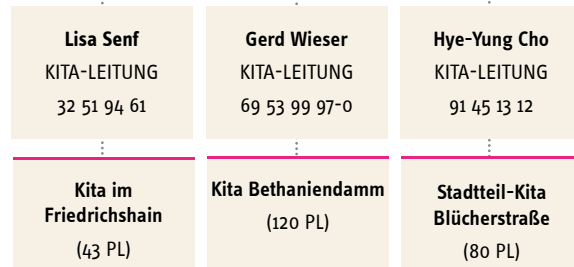 Lisa Senf
KITA-LEITUNG
32 51 94 61
Gerd Wieser
KITA-LEITUNG
69 53 99 97-0
Hye-Yung Cho
KITA-LEITUNG
91 45 13 12
Kita im
Friedrichshain
(43 PL)
Kita Bethaniendamm
(120 PL)
Stadtteil-Kita
Blücherstraße
(80 PL)